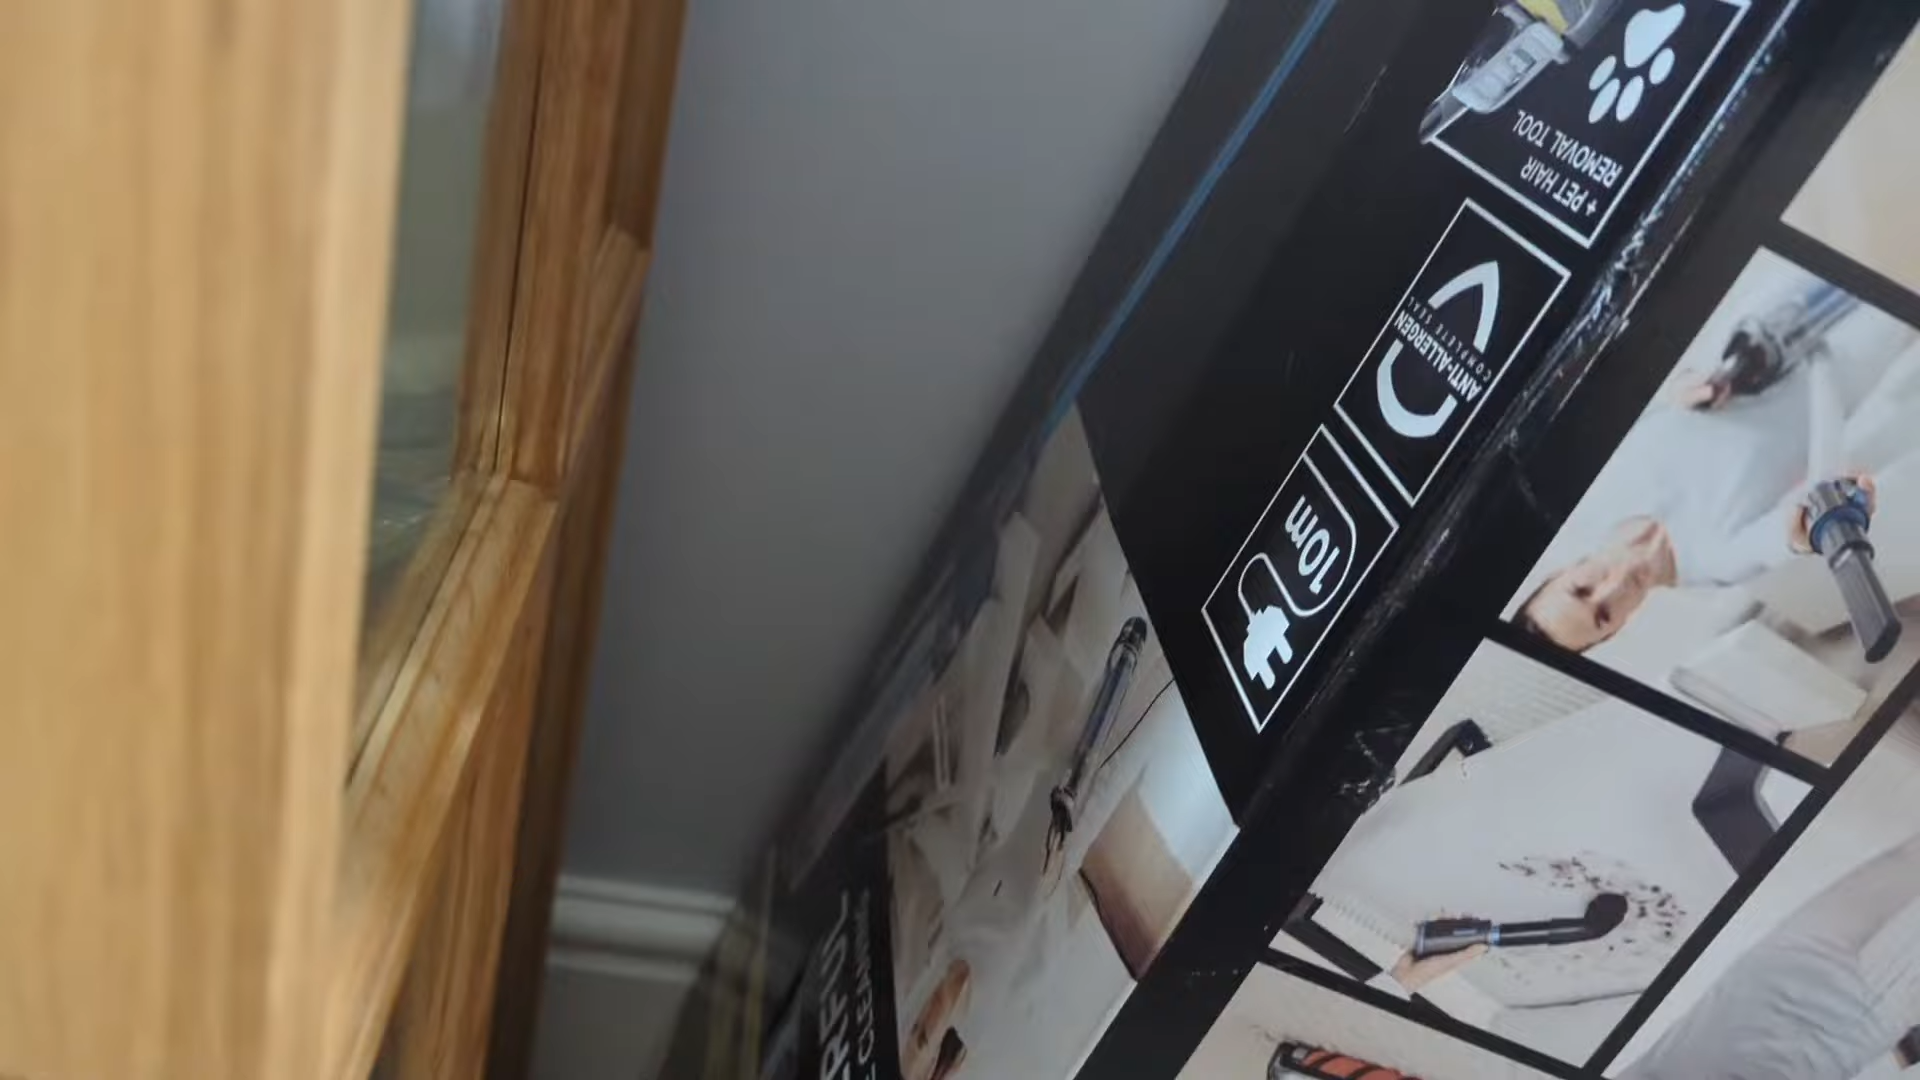 + PET HAIR
REMOVAL TOOL
ANTI-ALLERGEN
COMPLETE SEAL
10m